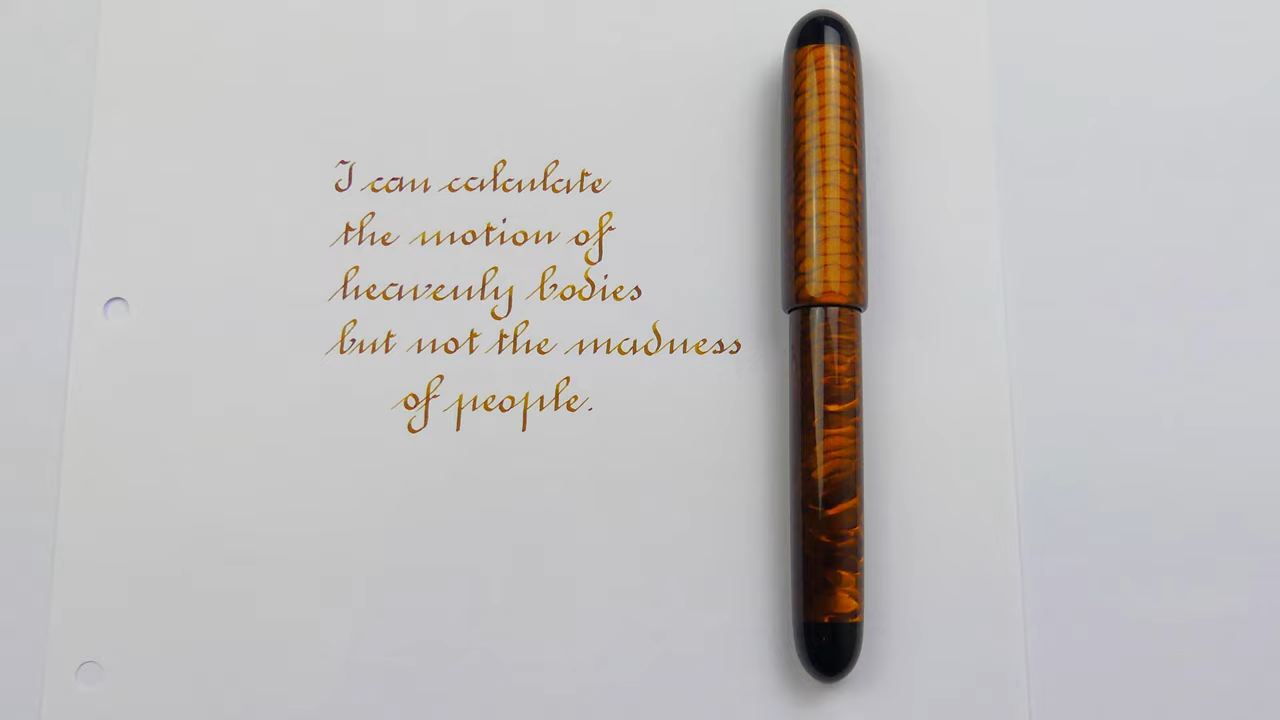 I can calculate
the motion of
heavenly bodies
but not the madness
of people.